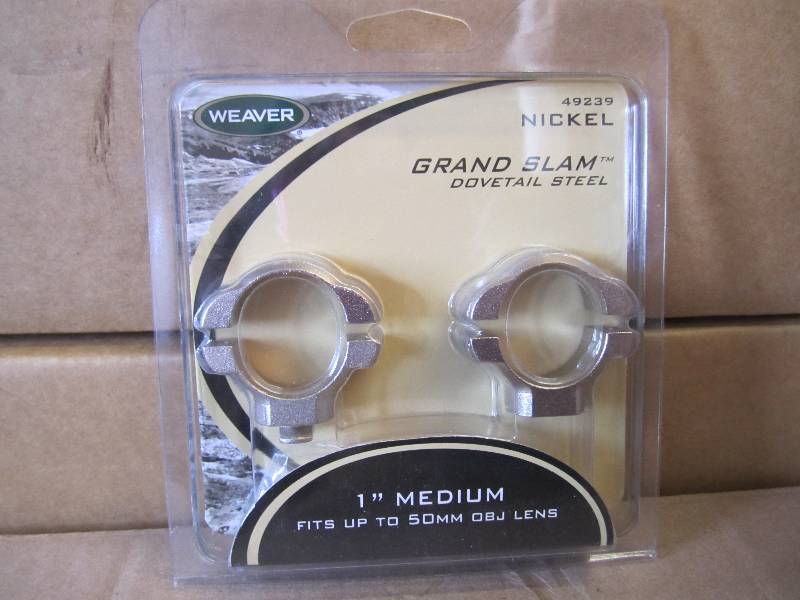 WEAVER
®
49239
NICKEL
GRAND SLAM™
DOVETAIL STEEL
1” MEDIUM
FITS UP TO 50MM OBJ LENS